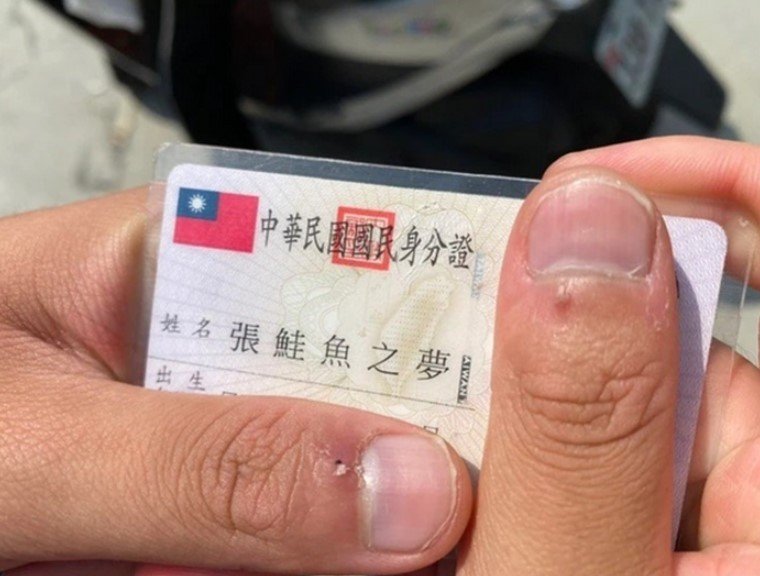 中華民國國民身分證
姓名 張鮭魚之夢
出生